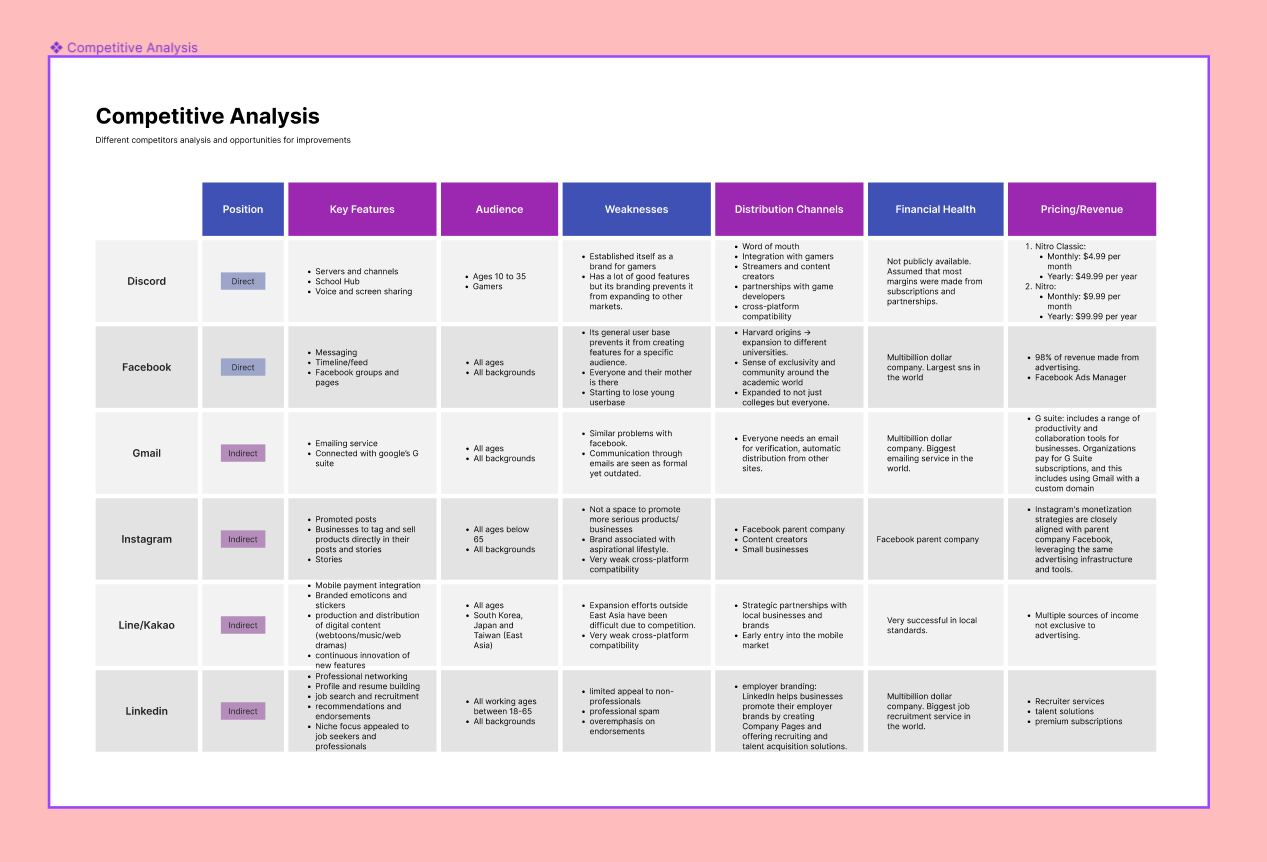 ❖ Competitive Analysis
Competitive Analysis
Different competitors analysis and opportunities for improvements
Position
Key Features
Audience
Weaknesses
Distribution Channels
Financial Health
Pricing/Revenue
Discord
Direct
• Servers and channels
• School Hub
• Voice and screen sharing
• Ages 10 to 35
• Gamers
• Established itself as a
brand for gamers
• Has a lot of good features
but its branding prevents it
from expanding to other
markets.
• Word of mouth
• Integration with gamers
• Streamers and content
creators
• partnerships with game
developers
• cross-platform
compatibility
Not publicly available.
Assumed that most
margins were made from
subscriptions and
partnerships.
1. Nitro Classic:
• Monthly: $4.99 per
month
• Yearly: $49.99 per year
2. Nitro:
• Monthly: $9.99 per
month
• Yearly: $99.99 per year
Facebook
Direct
• Messaging
• Timeline/feed
• Facebook groups and
pages
• All ages
• All backgrounds
• Its general user base
prevents it from creating
features for a specific
audience.
• Everyone and their mother
is there
• Starting to lose young
userbase
• Harvard origins →
expansion to different
universities.
• Sense of exclusivity and
community around the
academic world
• Expanded to not just
colleges but everyone.
Multibillion dollar
company. Largest sns in
the world
• 98% of revenue made from
advertising.
• Facebook Ads Manager
Gmail
Indirect
• Emailing service
• Connected with google's G
suite
• All ages
• All backgrounds
• Similar problems with
facebook.
• Communication through
emails are seen as formal
yet outdated.
• Everyone needs an email
for verification, automatic
distribution from other
sites.
Multibillion dollar
company. Biggest
emailing service in the
world.
• G suite: includes a range of
productivity and
collaboration tools for
businesses. Organizations
pay for G Suite
subscriptions, and this
includes using Gmail with a
custom domain
Instagram
Indirect
• Promoted posts
• Businesses to tag and sell
products directly in their
posts and stories
• Stories
• All ages below
65
• All backgrounds
• Not a space to promote
more serious products/
businesses
• Brand associated with
aspirational lifestyle.
• Very weak cross-platform
compatibility
• Facebook parent company
• Content creators
• Small businesses
Facebook parent company
• Instagram's monetization
strategies are closely
aligned with parent
company Facebook,
leveraging the same
advertising infrastructure
and tools.
Line/Kakao
Indirect
• Mobile payment integration
• Branded emoticons and
stickers
• production and distribution
of digital content
(webtoons/music/web
dramas)
• continuous innovation of
new features
• All ages
• South Korea,
Japan and
Taiwan (East
Asia)
• Expansion efforts outside
East Asia have been
difficult due to competition.
• Very weak cross-platform
compatibility
• Strategic partnerships with
local businesses and
brands
• Early entry into the mobile
market
Very successful in local
standards.
• Multiple sources of income
not exclusive to
advertising.
Linkedin
Indirect
• Professional networking
• Profile and resume building
• job search and recruitment
• recommendations and
endorsements
• Niche focus appealed to
job seekers and
professionals
• All working ages
between 18-65
• All backgrounds
• limited appeal to non-
professionals
• professional spam
• overemphasis on
endorsements
• employer branding:
LinkedIn helps businesses
promote their employer
brands by creating
Company Pages and
offering recruiting and
talent acquisition solutions.
Multibillion dollar
company. Biggest job
recruitment service in
the world.
• Recruiter services
• talent solutions
• premium subscriptions